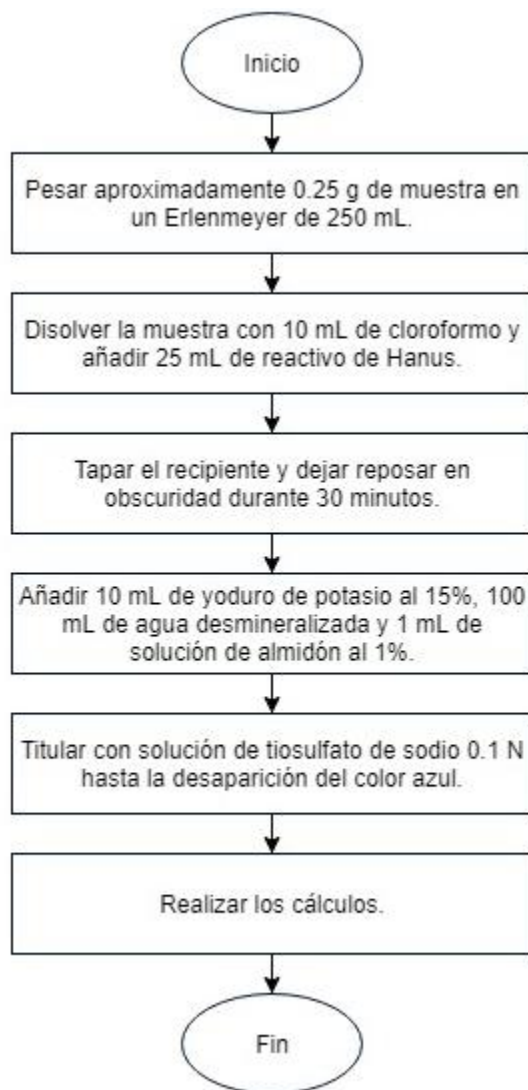 Inicio
Pesar aproximadamente 0.25 g de muestra en
un Erlenmeyer de 250 mL.
Disolver la muestra con 10 mL de cloroformo y
añadir 25 mL de reactivo de Hanus.
Tapar el recipiente y dejar reposar en
obscuridad durante 30 minutos.
Añadir 10 mL de yoduro de potasio al 15%, 100
mL de agua desmineralizada y 1 mL de
solución de almidón al 1%.
Titular con solución de tiosulfato de sodio 0.1 N
hasta la desaparición del color azul.
Realizar los cálculos.
Fin